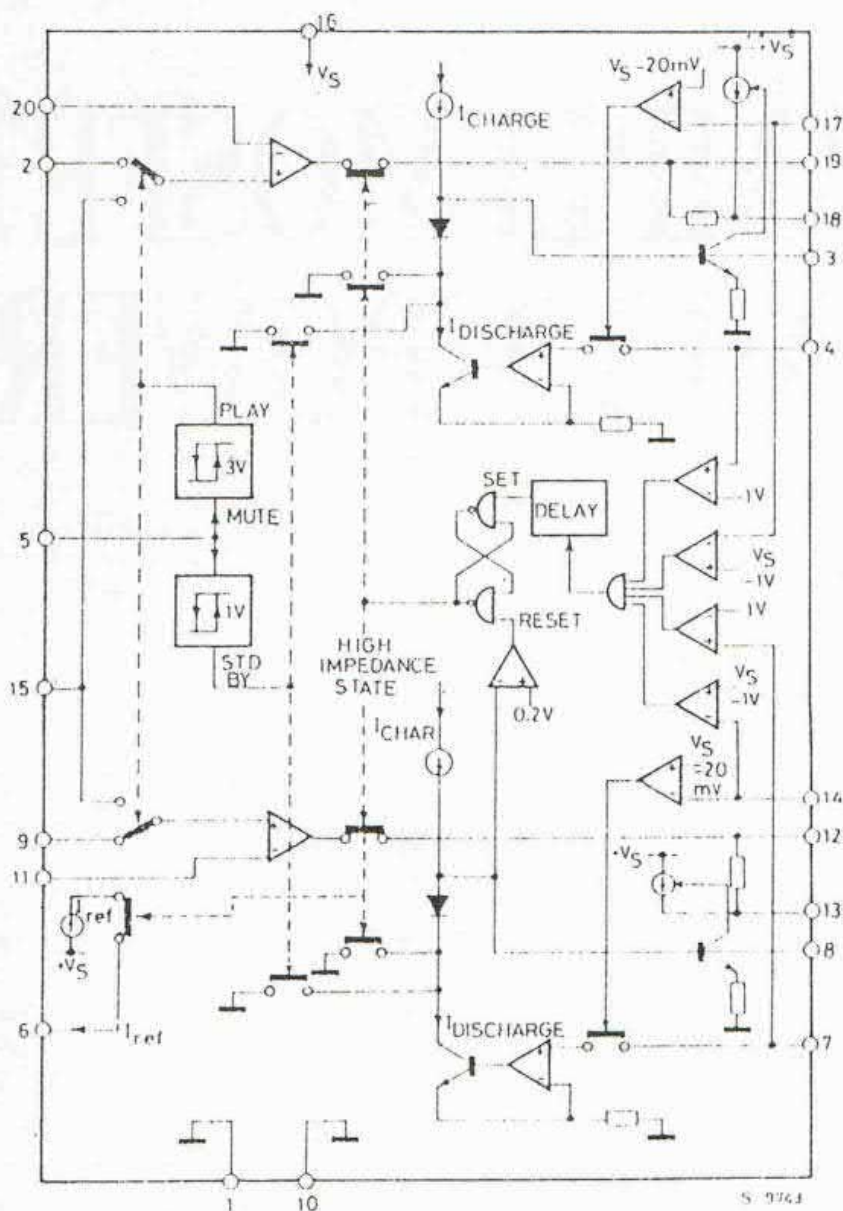 16
VS
VS -20mV
+VS
20
ICHARGE
17
2
19
18
3
IDISCHARGE
4
PLAY
3V
SET
DELAY
-1V
MUTE
5
VS
-1V
1V
1V
RESET
STD
BY
HIGH
IMPEDANCE
STATE
VS
-1V
15
0.2V
ICHAR
VS
=20
mV
14
9
12
11
+VS
Iref
13
+VS
8
6
Iref
IDISCHARGE
7
1
10